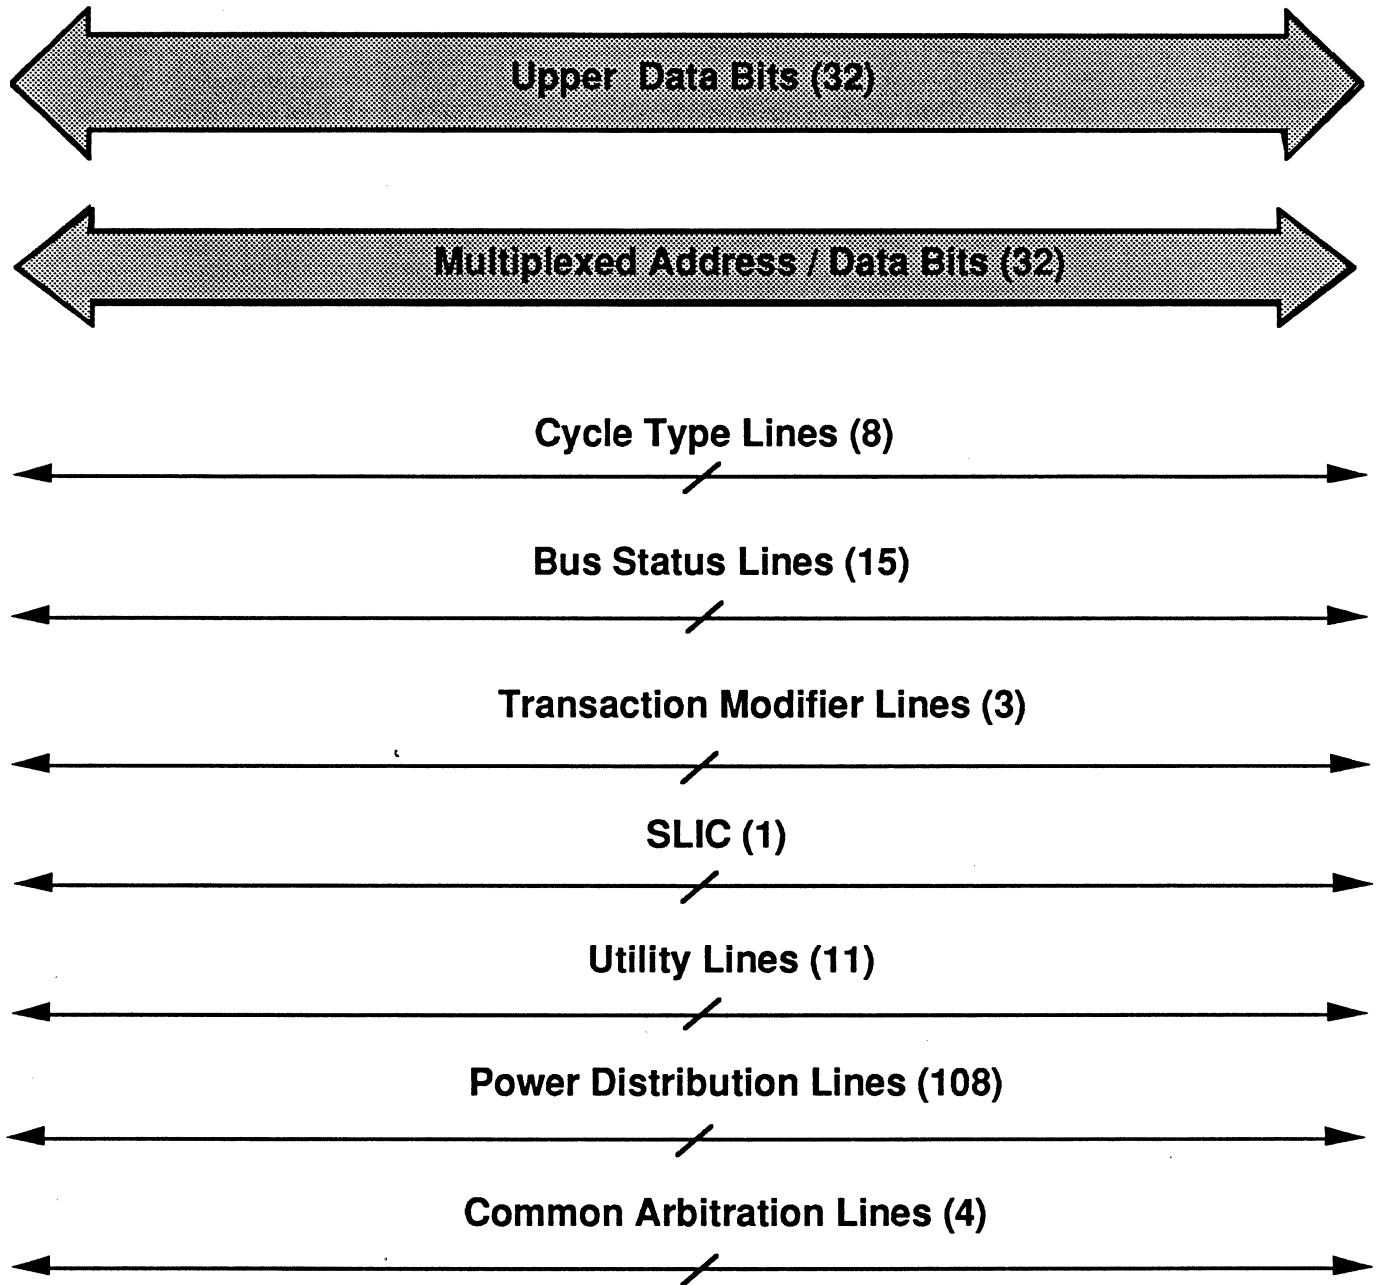 Upper Data Bits (32)
Multiplexed Address / Data Bits (32)
Cycle Type Lines (8)
Bus Status Lines (15)
Transaction Modifier Lines (3)
SLIC (1)
Utility Lines (11)
Power Distribution Lines (108)
Common Arbitration Lines (4)